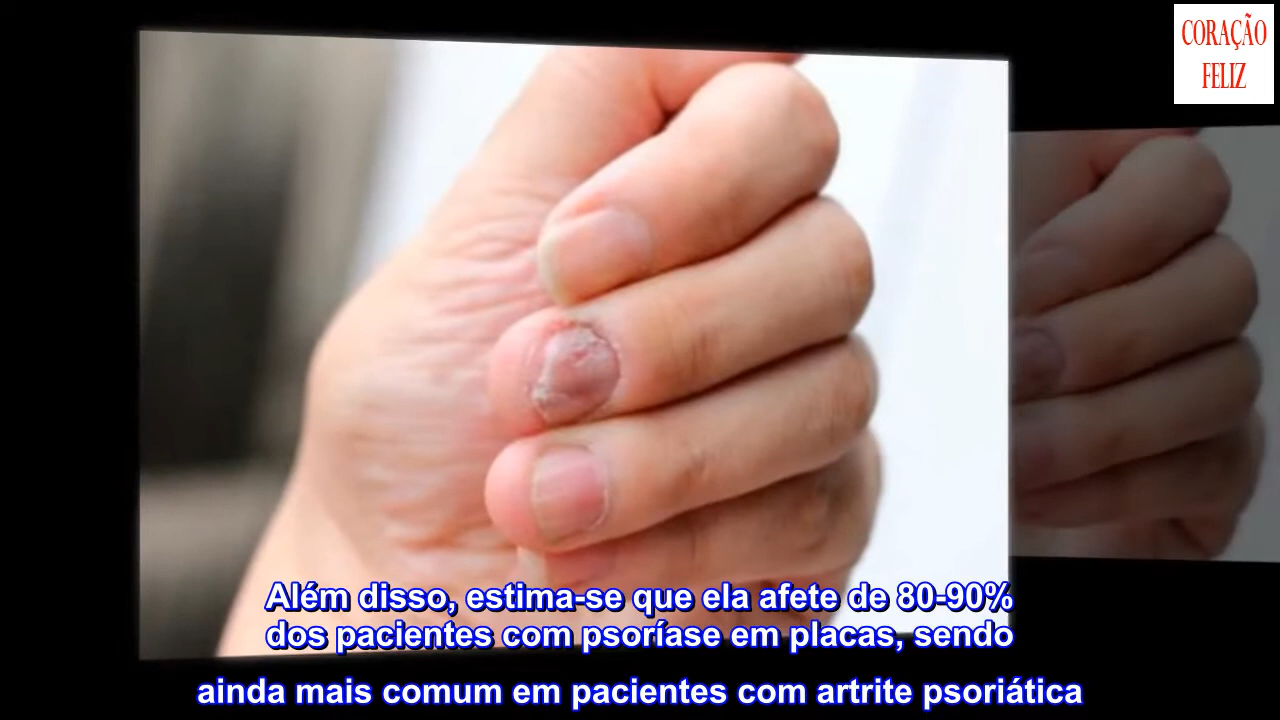 CORAÇÃO
FELIZ
Além disso, estima-se que ela afete de 80-90%
dos pacientes com psoríase em placas, sendo
ainda mais comum em pacientes com artrite psoriática